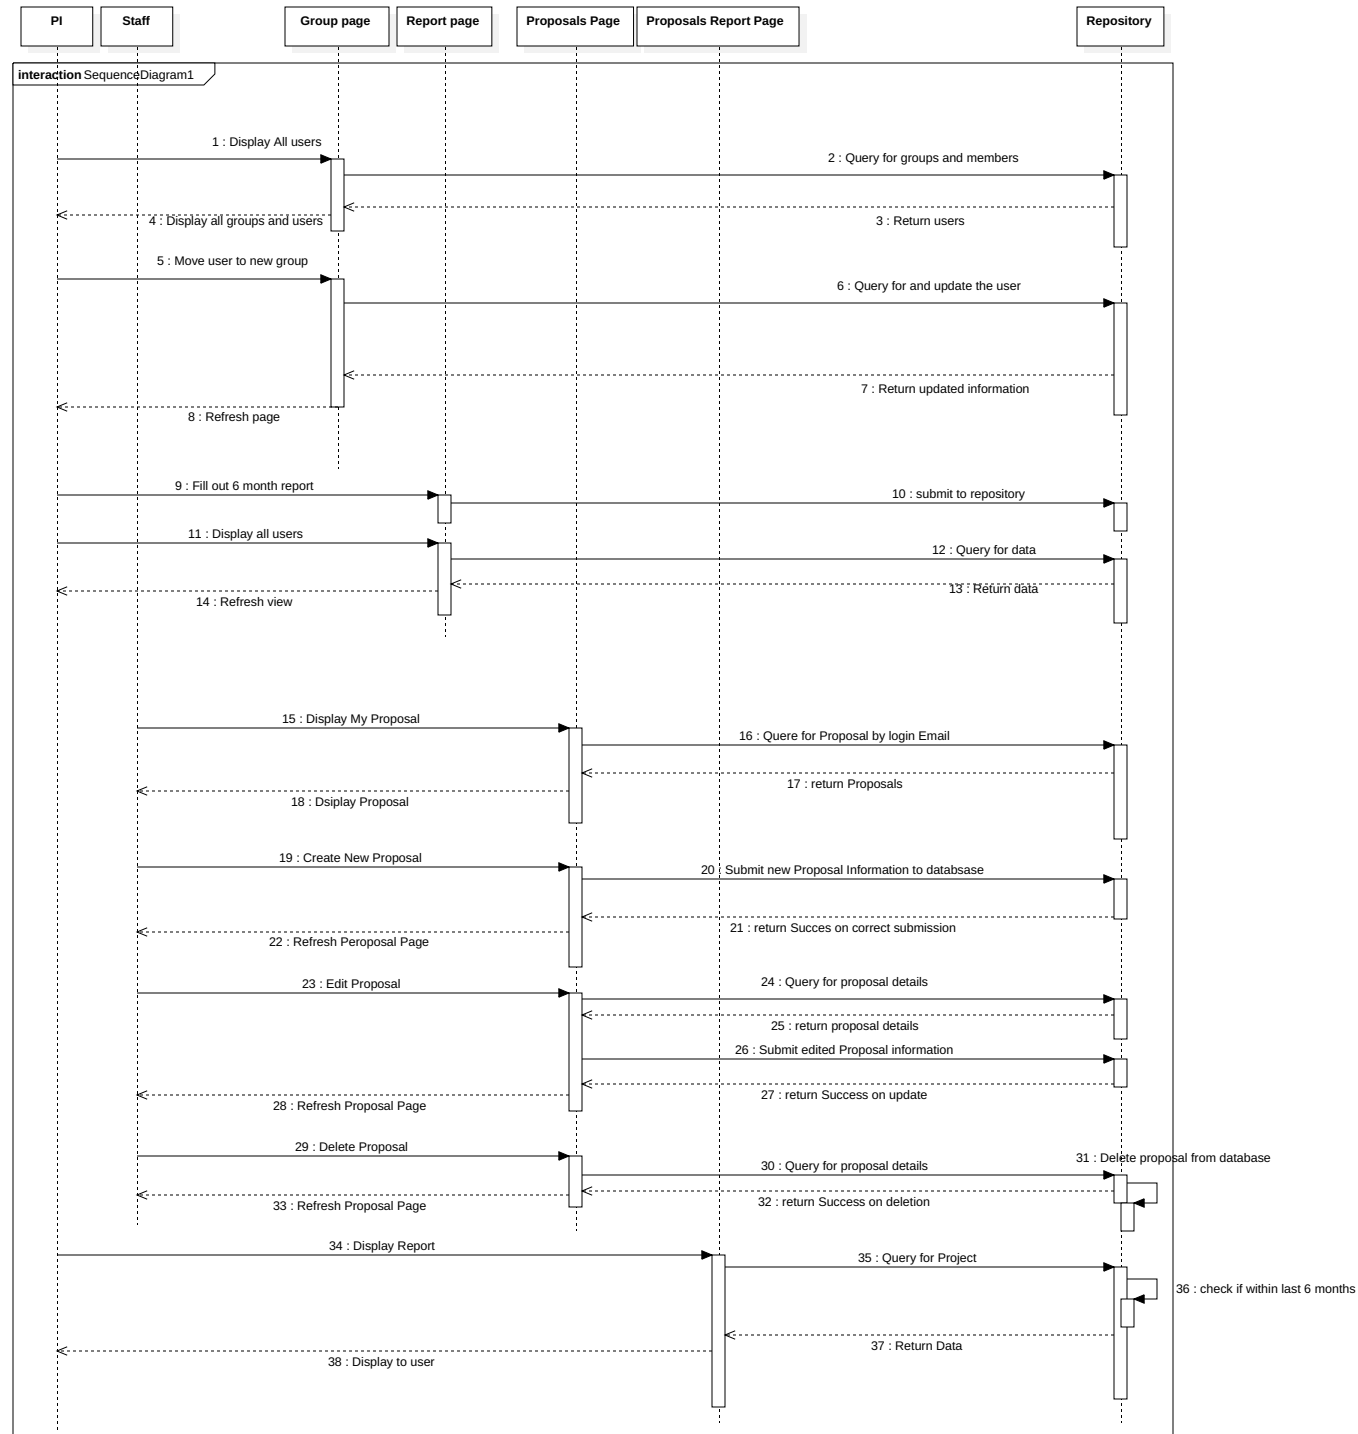 PI
Staff
Group page
Report page
Proposals Page
Proposals Report Page
Repository
interaction SequenceDiagram1
1 : Display All users
2 : Query for groups and members
3 : Return users
4 : Display all groups and users
5 : Move user to new group
6 : Query for and update the user
7 : Return updated information
8 : Refresh page
9 : Fill out 6 month report
10 : submit to repository
11 : Display all users
12 : Query for data
13 : Return data
14 : Refresh view
15 : Display My Proposal
16 : Quere for Proposal by login Email
17 : return Proposals
18 : Dsiplay Proposal
19 : Create New Proposal
20 : Submit new Proposal Information to databsase
21 : return Succes on correct submission
22 : Refresh Peroposal Page
23 : Edit Proposal
24 : Query for proposal details
25 : return proposal details
26 : Submit edited Proposal information
27 : return Success on update
28 : Refresh Proposal Page
29 : Delete Proposal
30 : Query for proposal details
31 : Delete proposal from database
32 : return Success on deletion
33 : Refresh Proposal Page
34 : Display Report
35 : Query for Project
36 : check if within last 6 months
37 : Return Data
38 : Display to user